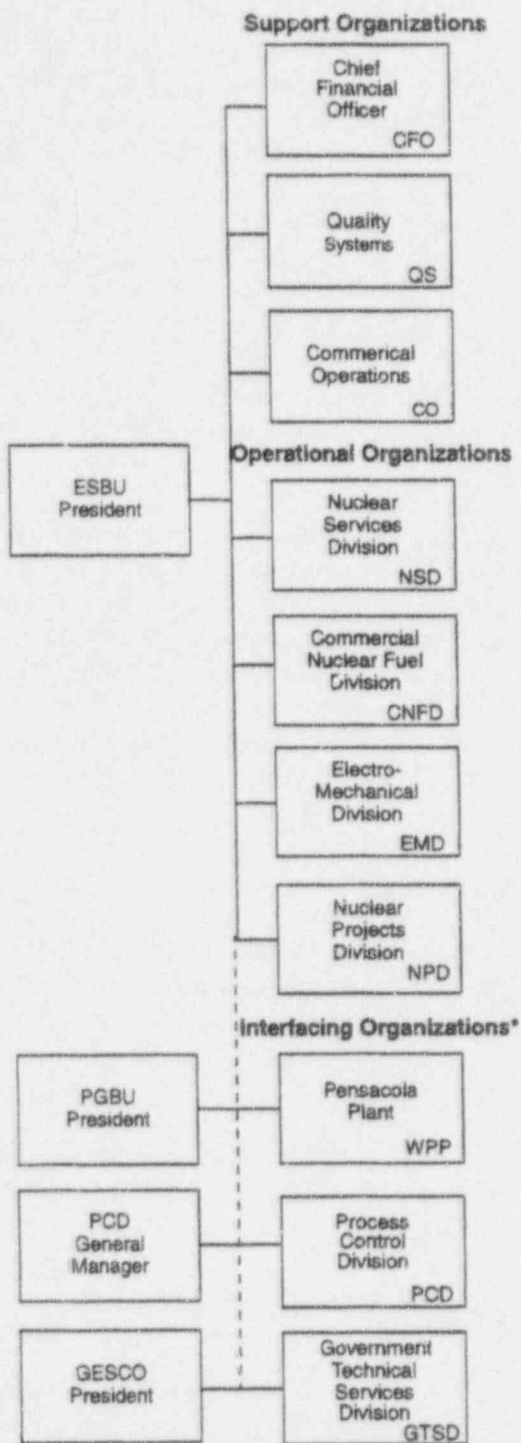 Support Organizations
Chief
Financial
Officer
CFO
Quality
Systems
QS
Commerical
Operations
CO
ESBU
President
Operational Organizations
Nuclear
Services
Division
NSD
Commercial
Nuclear Fuel
Division
CNFD
Electro-
Mechanical
Division
EMD
Nuclear
Projects
Division
NPD
Interfacing Organizations*
PGBU
President
Pensacola
Plant
WPP
PCD
General
Manager
Process
Control
Division
PCD
GESCO
President
Government
Technical
Services
Division
GTSD